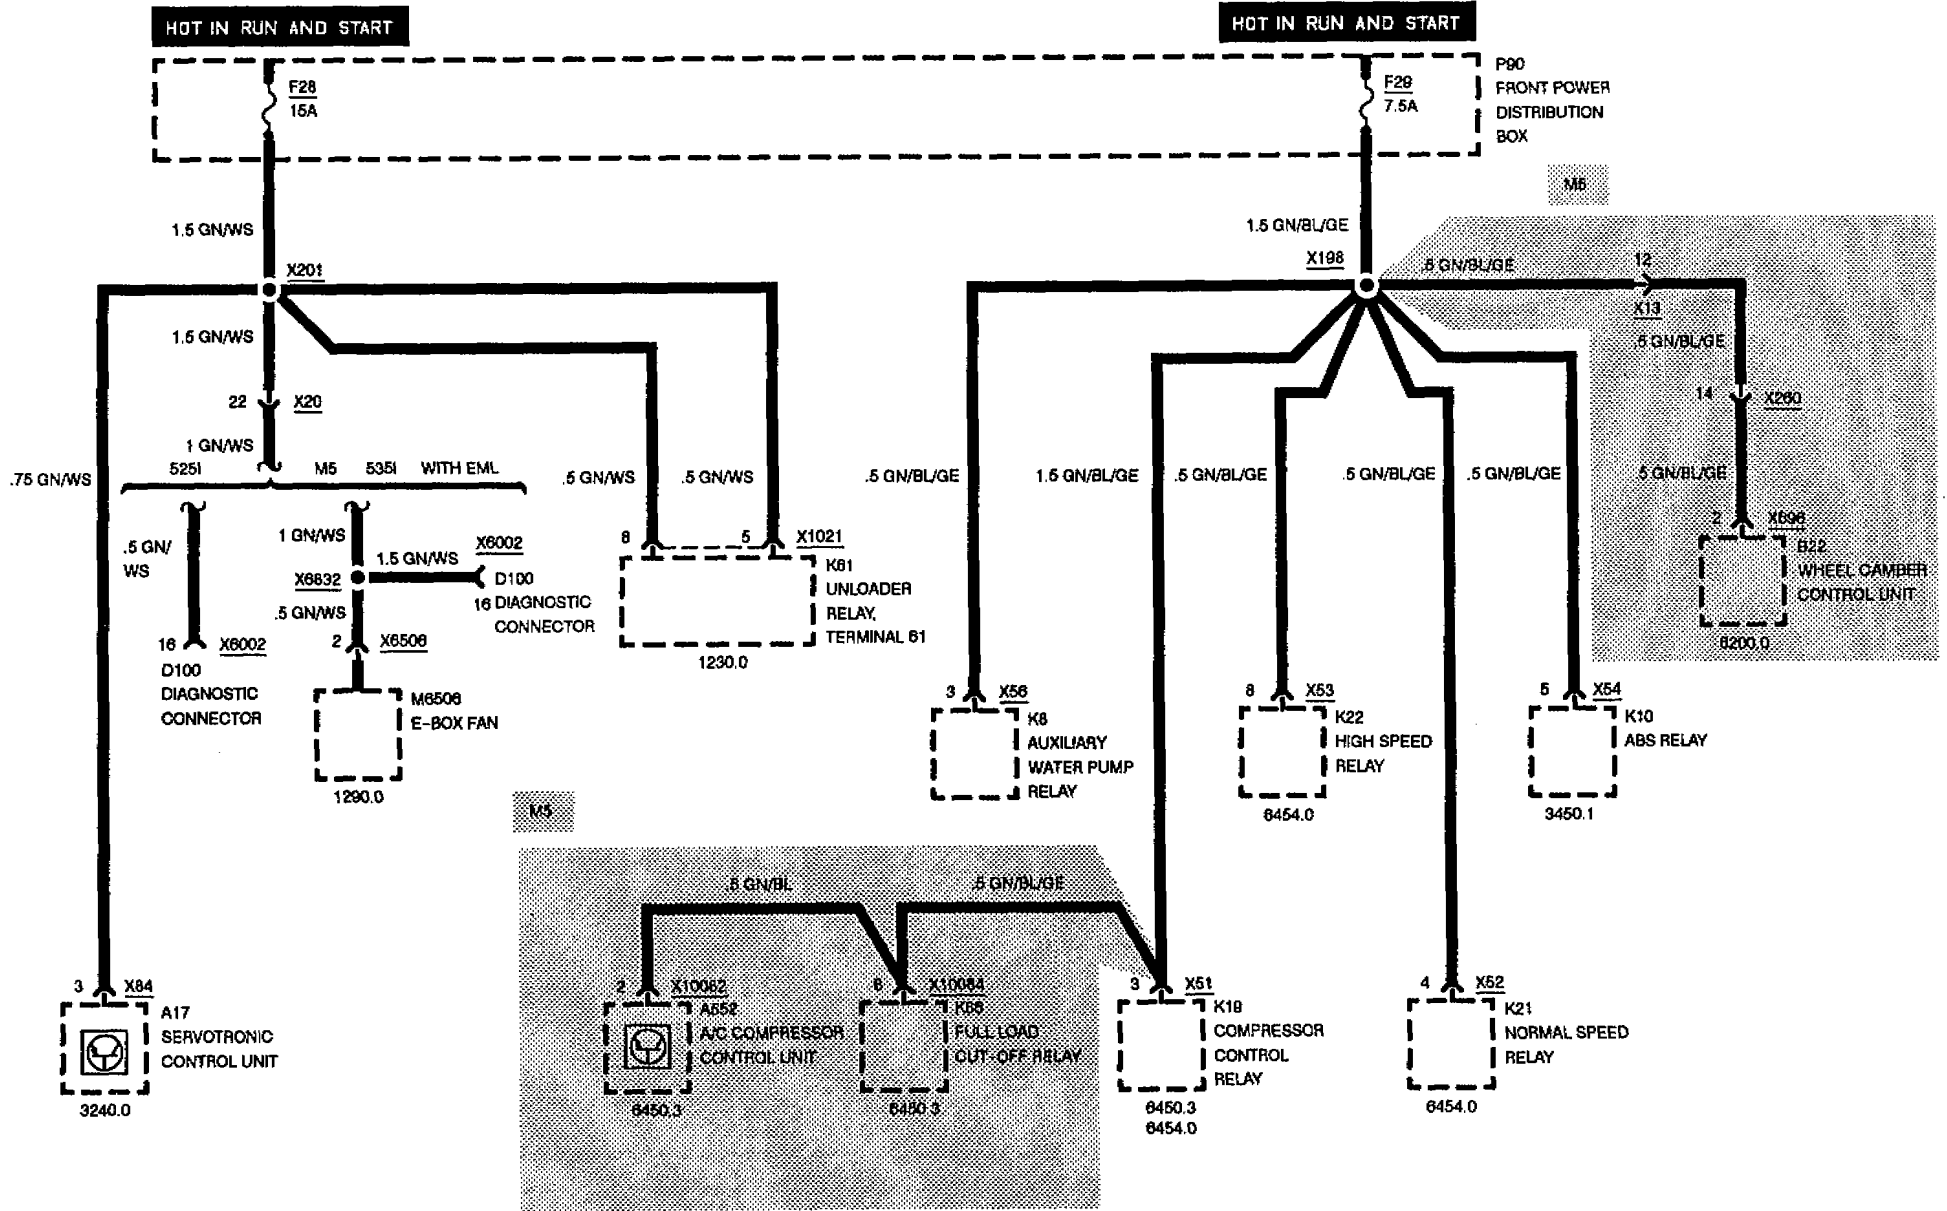 HOT IN RUN AND START
HOT IN RUN AND START
F28
15A
F29
7.5A
P90
FRONT POWER
DISTRIBUTION
BOX
M5
1.5 GN/WS
1.5 GN/BL/GE
X201
X198
.5 GN/BL/GE
12
X13
1.5 GN/WS
.5 GN/BL/GE
22
X20
14
X260
1 GN/WS
525I
M5
535I
WITH EML
.75 GN/WS
.5 GN/WS
.5 GN/WS
.5 GN/BL/GE
1.5 GN/BL/GE
.5 GN/BL/GE
.5 GN/BL/GE
.5 GN/BL/GE
.5 GN/BL/GE
2
X596
1 GN/WS
.5 GN/
WS
1.5 GN/WS
X6002
8
5
X1021
X6832
D100
16 DIAGNOSTIC
CONNECTOR
K61
UNLOADER
RELAY,
TERMINAL 61
1230.0
B22
WHEEL CAMBER
CONTROL UNIT
6200.0
.5 GN/WS
16
X6002
2
X6506
D100
DIAGNOSTIC
CONNECTOR
M6506
E-BOX FAN
1290.0
3
X56
8
X53
5
X54
K8
AUXILIARY
WATER PUMP
RELAY
K22
HIGH SPEED
RELAY
6454.0
K10
ABS RELAY
3450.1
M5
.5 GN/BL
.5 GN/BL/GE
3
X84
2
X10062
6
X10064
3
X51
4
X52
A17
SERVOTRONIC
CONTROL UNIT
3240.0
A552
A/C COMPRESSOR
CONTROL UNIT
6450.3
K86
FULL LOAD
CUT-OFF RELAY
6450.3
K19
COMPRESSOR
CONTROL
RELAY
6450.3
6454.0
K21
NORMAL SPEED
RELAY
6454.0